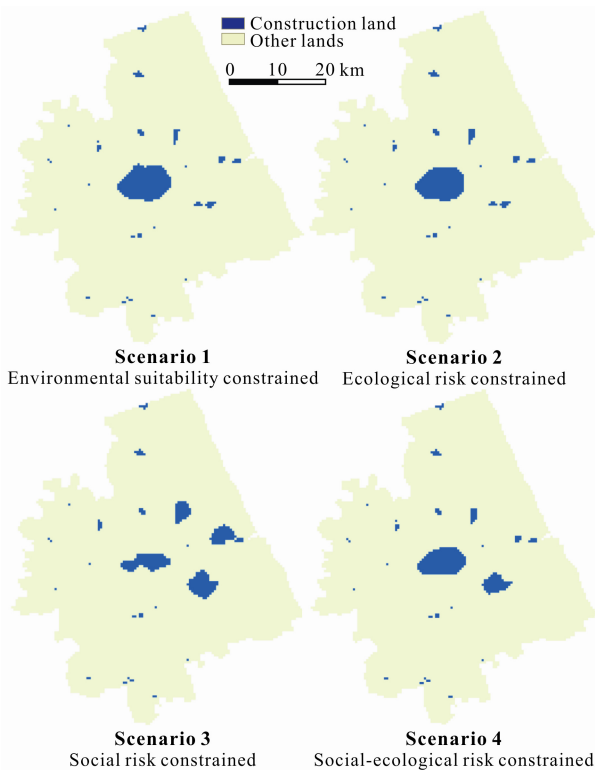 Construction land
Other lands
0 10 20 km
Scenario 1
Environmental suitability constrained
Scenario 2
Ecological risk constrained
Scenario 3
Social risk constrained
Scenario 4
Social-ecological risk constrained